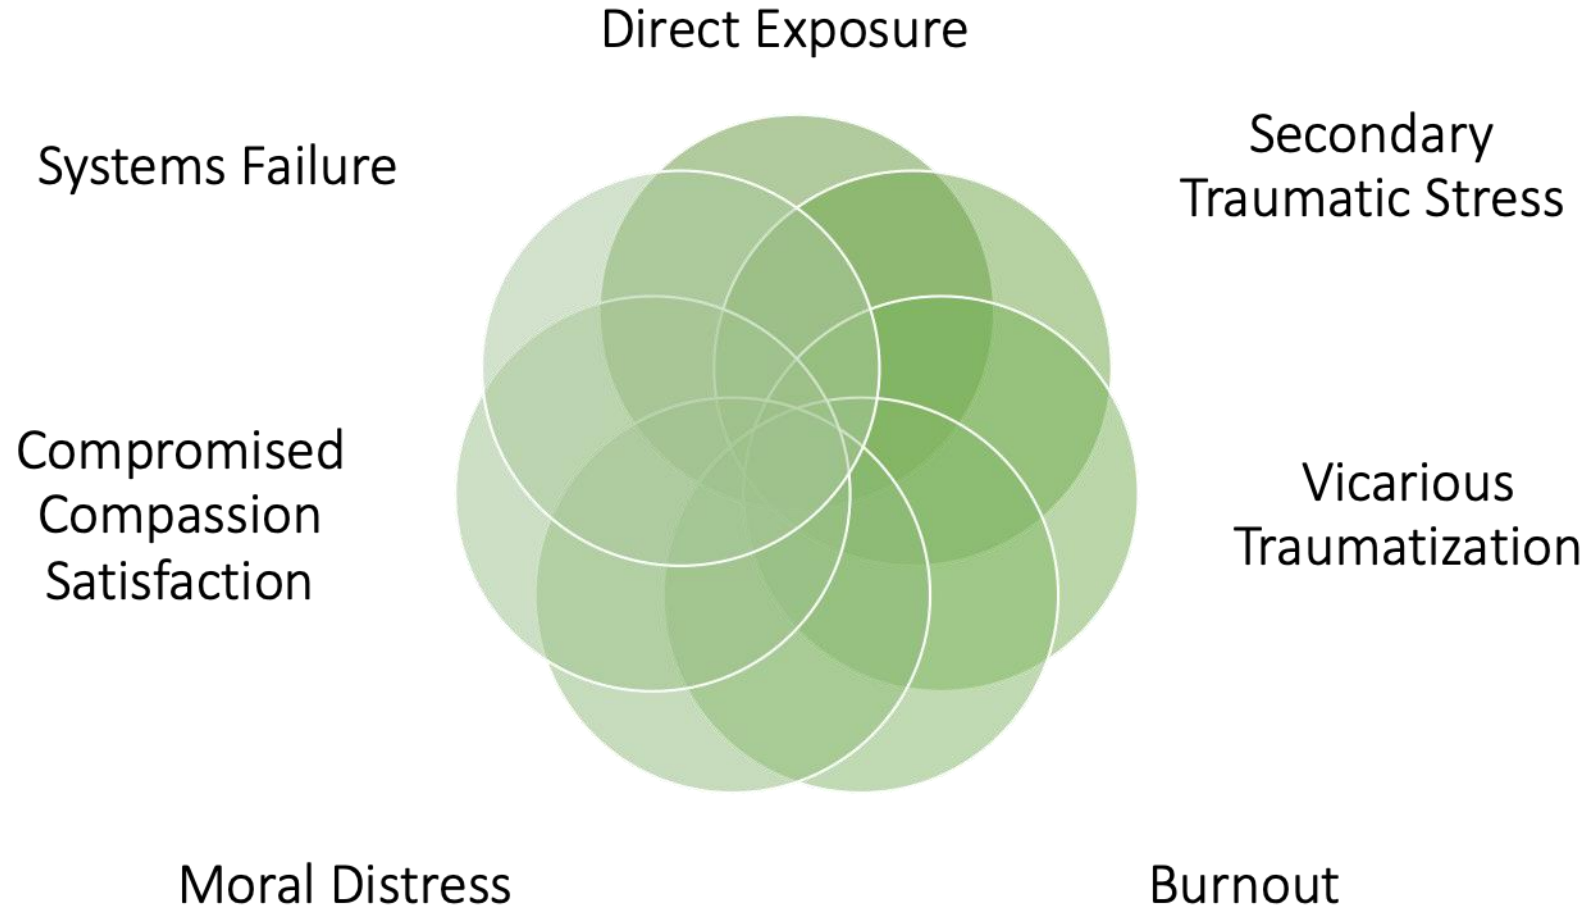 Direct Exposure
Secondary
Traumatic Stress
Vicarious
Traumatization
Burnout
Moral Distress
Compromised
Compassion
Satisfaction
Systems Failure